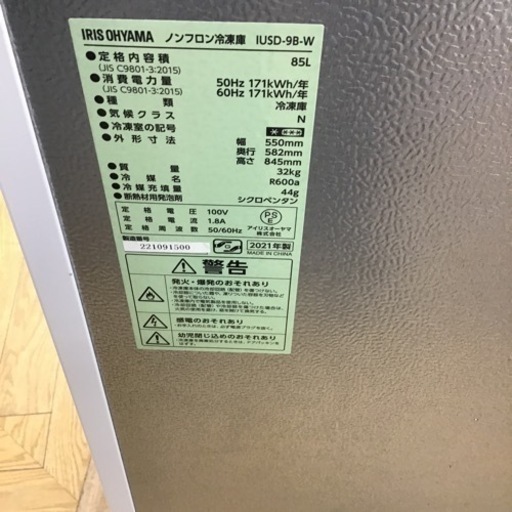 IRIS OHYAMA ノンフロン冷凍庫 IUSD-9B-W
●定格内容積 85L
(JIS C9801-3:2015)
●消費電力量 50Hz 171kWh/年
(JIS C9801-3:2015) 60Hz 171kWh/年
●種類 冷凍庫
●気候クラス N
●冷凍室の記号
●外形寸法 幅 550mm
奥行 582mm
高さ 845mm
●質量 32kg
●冷媒名 R600a
●冷媒充填量 44g
●断熱材用発泡剤 シクロペンタン
定格電圧 100V
定格電流 1.8A
定格周波数 50/60Hz
PS
E
アイリスオーヤマ
株式会社
製造番号
221091500
2021年製
MADE IN CHINA
警告
発火・爆発のおそれあり
感電のおそれあり
幼児閉じ込めのおそれあり